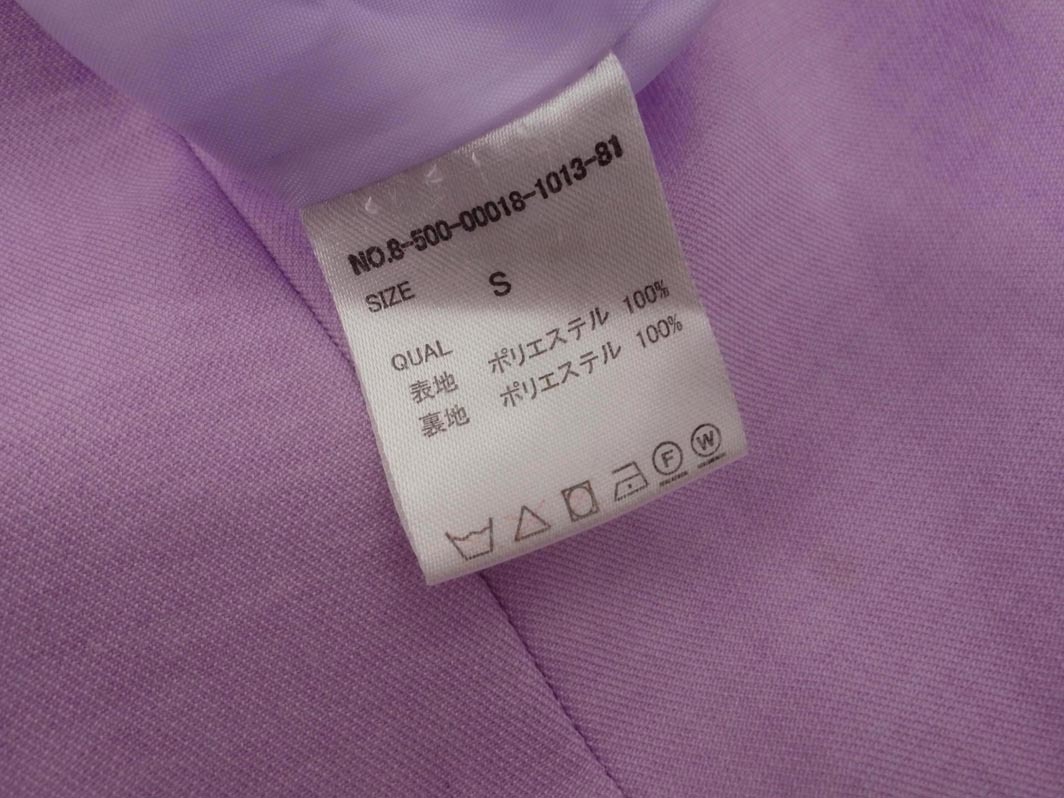 NO.8-500-00018-1013-81
SIZE S
QUAL
表地 ポリエステル 100%
裏地 ポリエステル 100%
F W